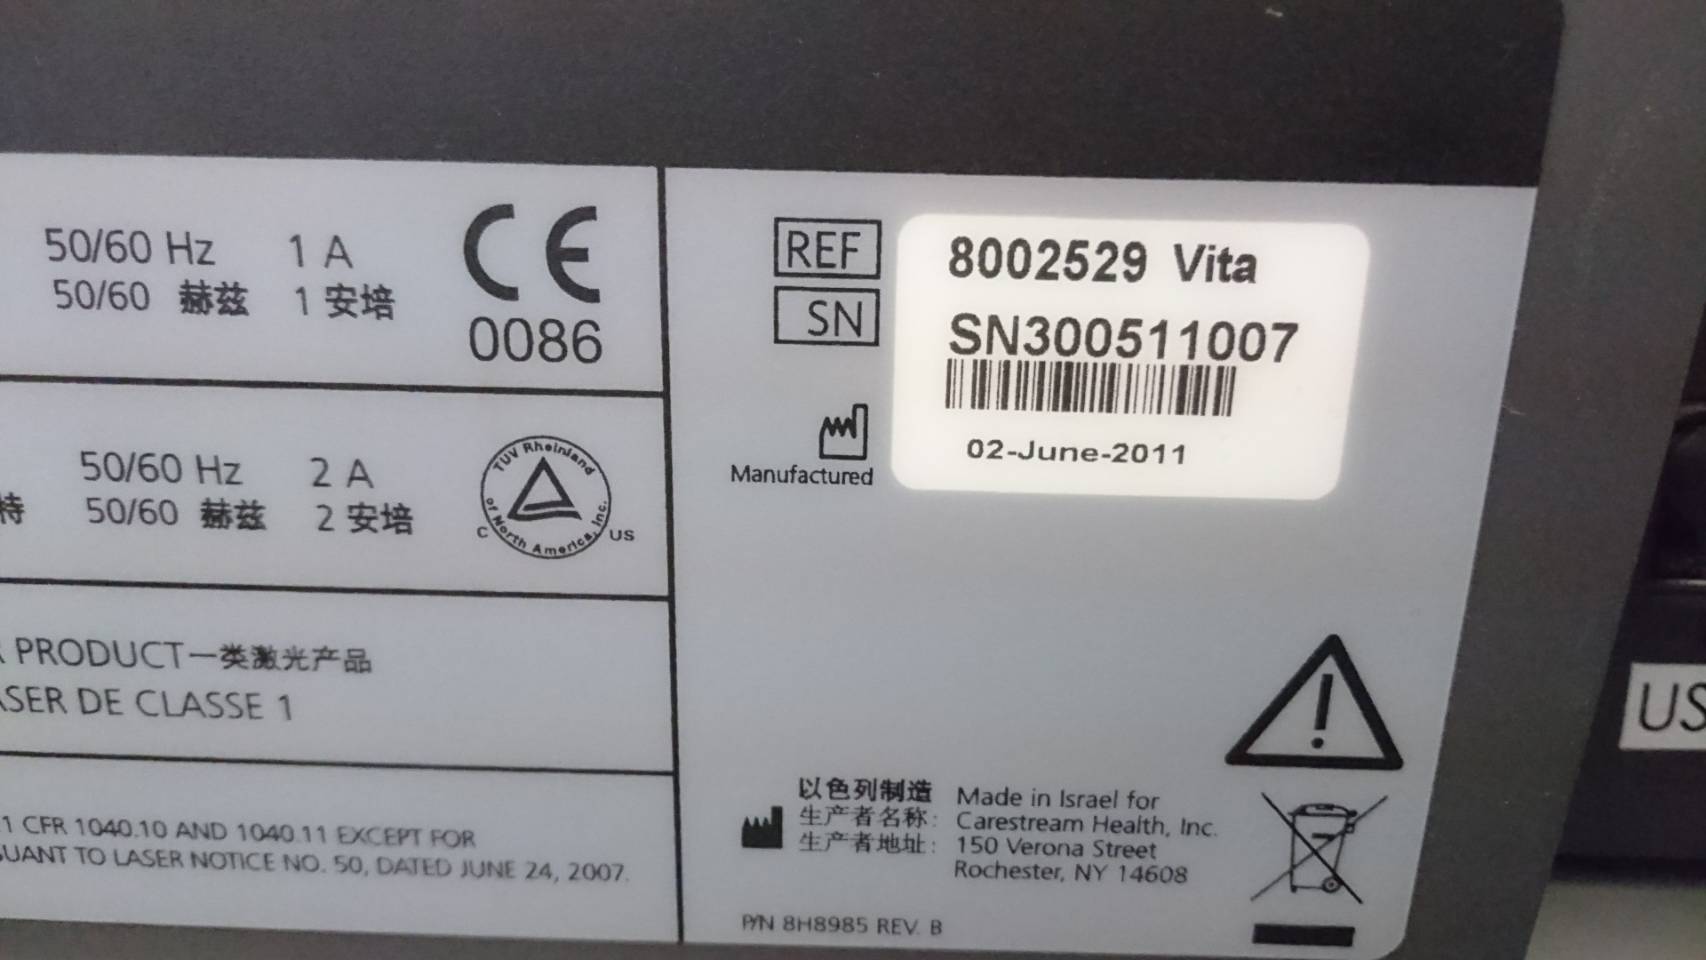 50/60 Hz 1 A
50/60 赫兹 1 安培
CE
0086
50/60 Hz 2 A
特 50/60 赫兹 2 安培
TUV Rheinland
of North America, Inc.
C US
R PRODUCT一类激光产品
ASER DE CLASSE 1
1 CFR 1040.10 AND 1040.11 EXCEPT FOR
SUANT TO LASER NOTICE NO. 50, DATED JUNE 24, 2007.
REF 8002529 Vita
SN SN300511007
Manufactured 02-June-2011
以色列制造 Made in Israel for
生产者名称: Carestream Health, Inc.
生产者地址: 150 Verona Street
Rochester, NY 14608
P/N 8H8985 REV. B
US